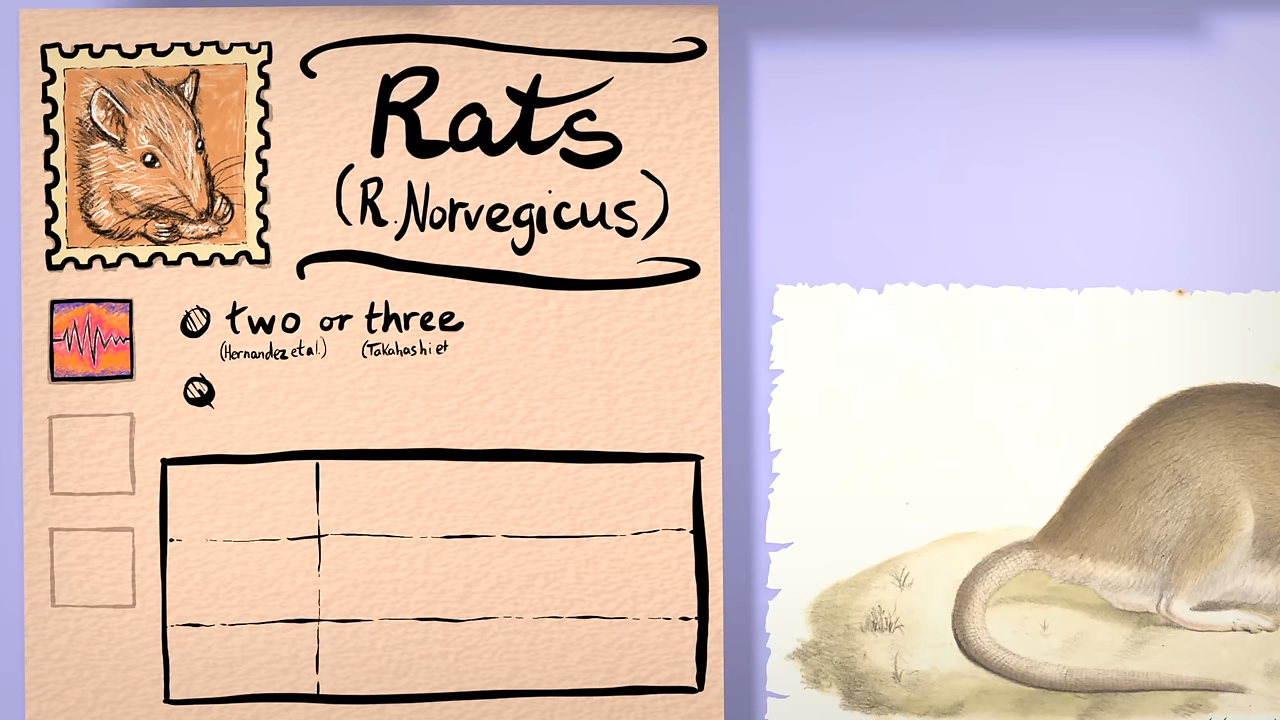 Rats
(R. Norvegicus)
two or three
(Hernandez et al.) (Takahashi et